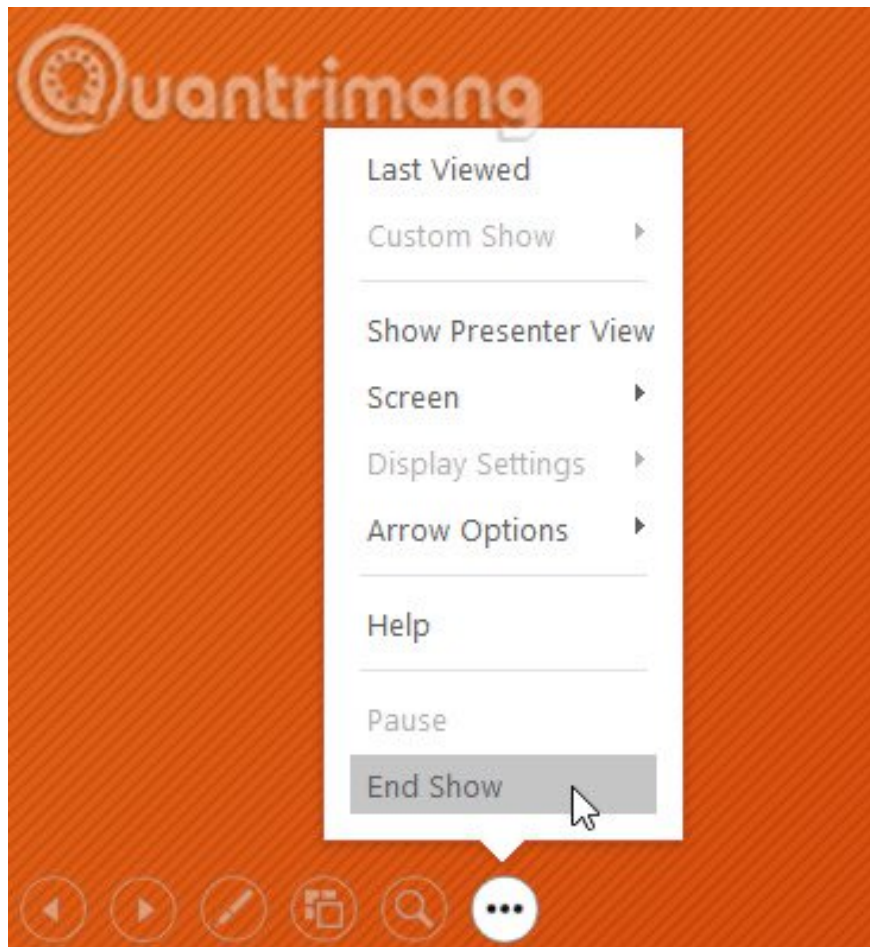 Quantrimang
Last Viewed
Custom Show
Show Presenter View
Screen
Display Settings
Arrow Options
Help
Pause
End Show